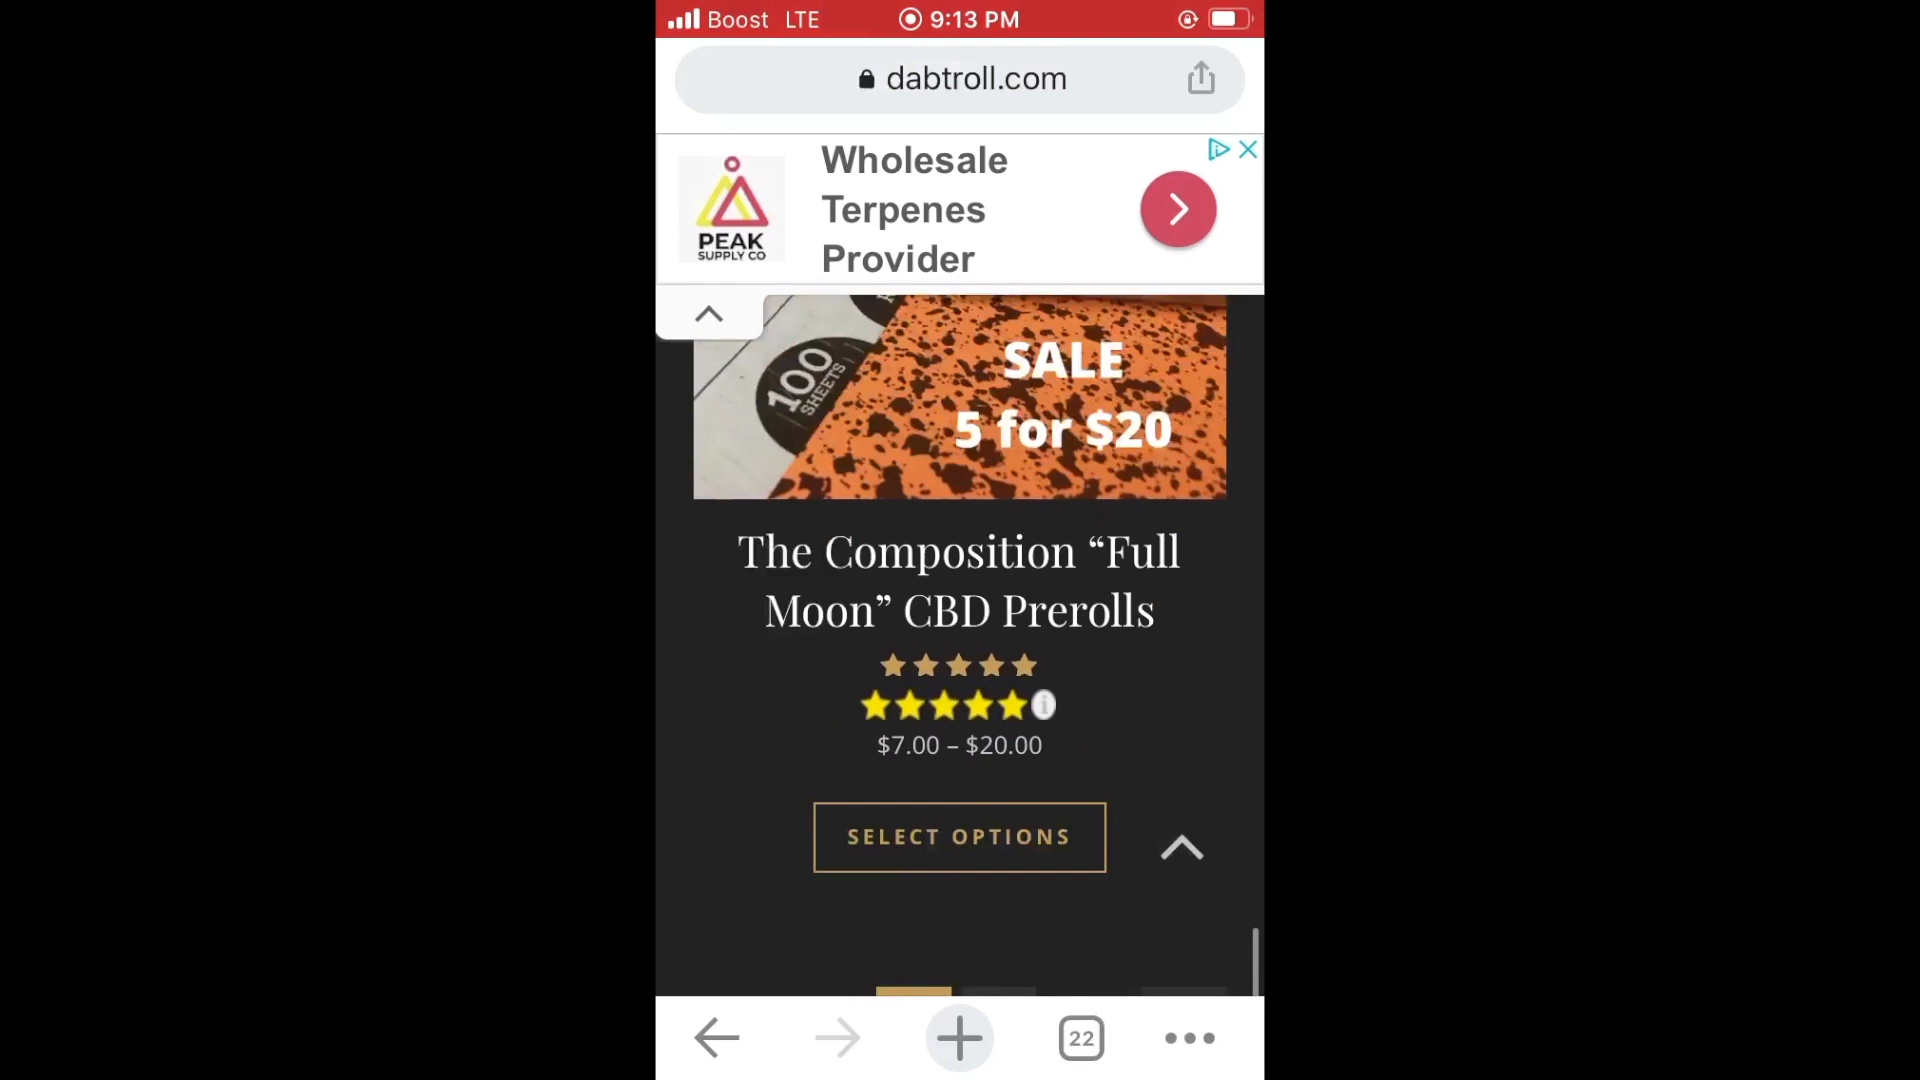 Boost LTE 9:13 PM
dabtroll.com
Wholesale
Terpenes
Provider
PEAK
SUPPLY CO
100
SHEETS
SALE
5 for $20
The Composition “Full
Moon” CBD Prerolls
$7.00 – $20.00
SELECT OPTIONS
22